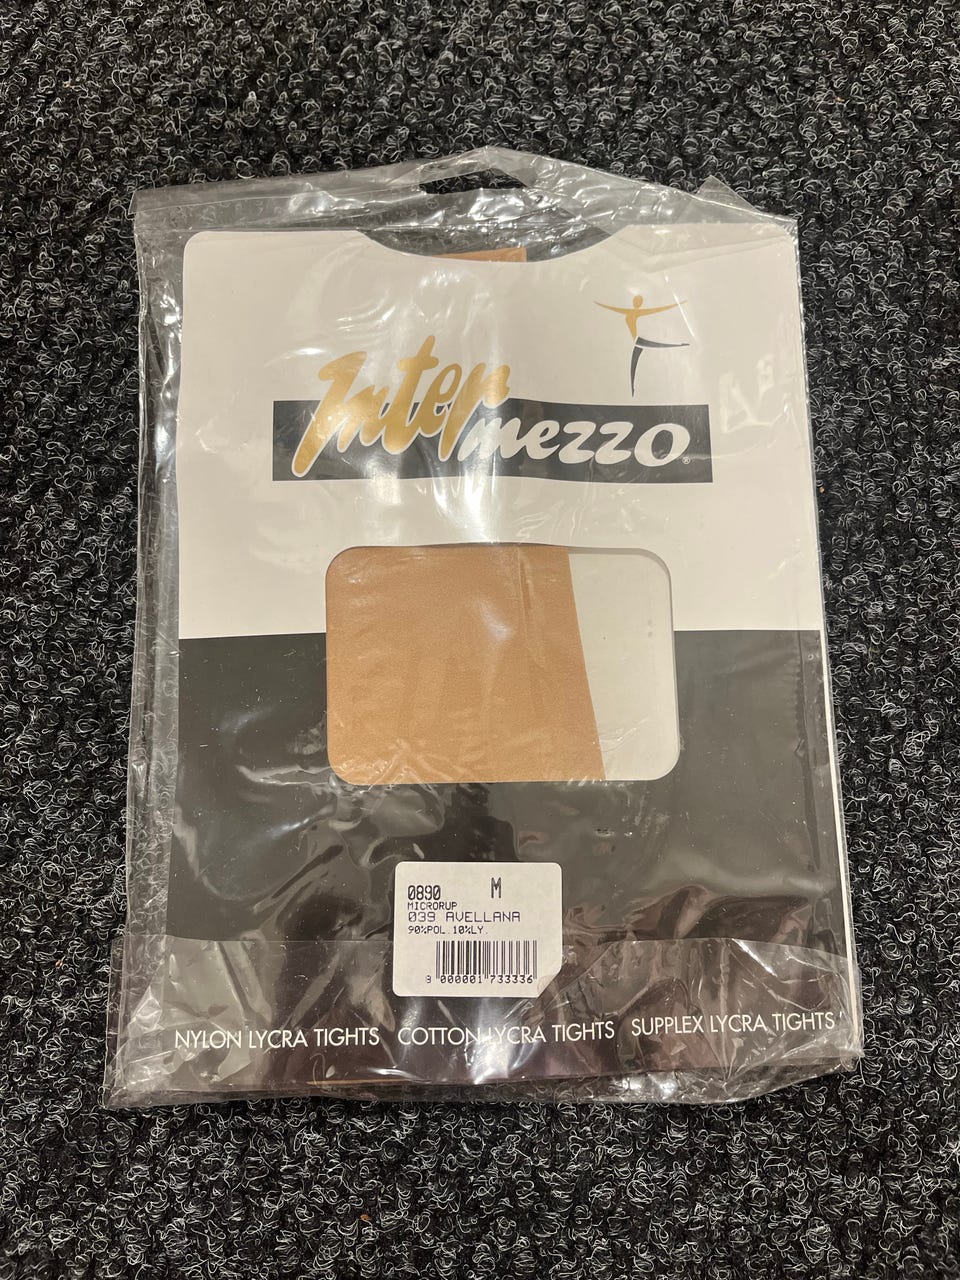 Intermezzo®
0890 M
MICRORUP
039 AVELLANA
90%POL.10%LY.
8 000001 733336
NYLON LYCRA TIGHTS COTTON LYCRA TIGHTS SUPPLEX LYCRA TIGHTS